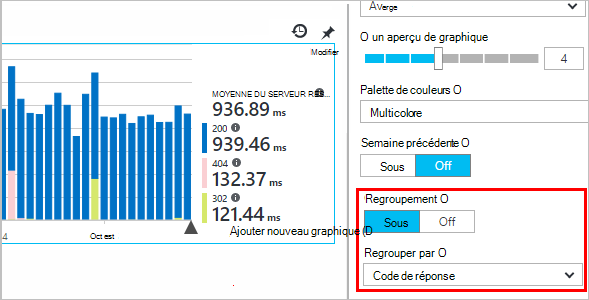 Modifier
MOYENNE DU SERVEUR RÉS...
936.89 ms
200
939.46 ms
404
132.37 ms
302
121.44 ms
4
Oct est
Ajouter nouveau graphique (D
Averge
O un aperçu de graphique
4
Palette de couleurs O
Multicolore
Semaine précédente O
Sous Off
Regroupement O
Sous Off
Regrouper par O
Code de réponse